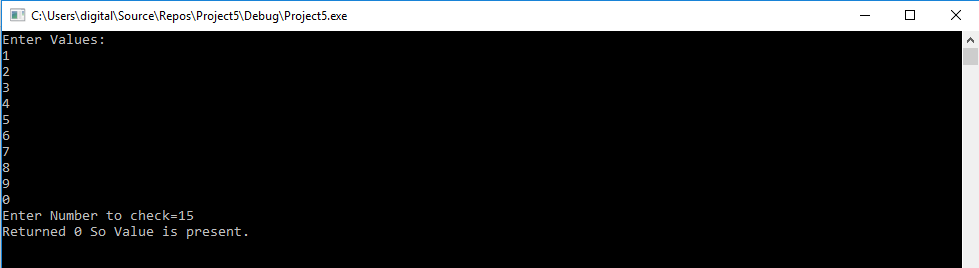 C:\Users\digital\Source\Repos\Project5\Debug\Project5.exe
Enter Values:
1
2
3
4
5
6
7
8
9
0
Enter Number to check=15
Returned 0 So Value is present.